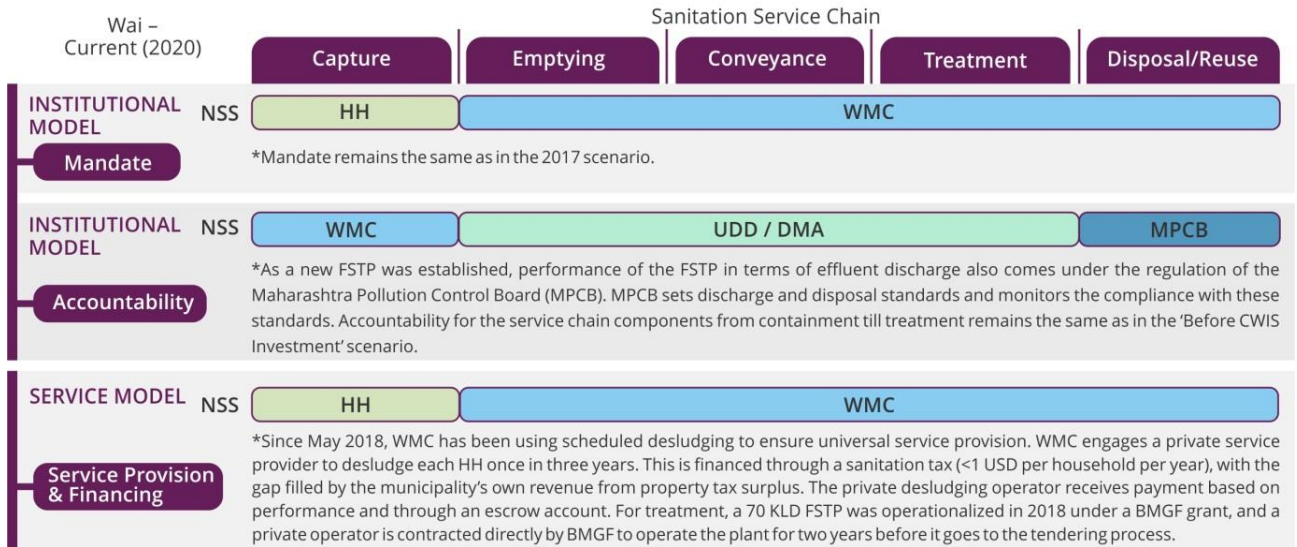 Wai –
Current (2020)
Sanitation Service Chain
Capture
Emptying
Conveyance
Treatment
Disposal/Reuse
INSTITUTIONAL
MODEL
NSS
HH
WMC
Mandate
*Mandate remains the same as in the 2017 scenario.
INSTITUTIONAL
MODEL
NSS
WMC
UDD / DMA
MPCB
Accountability
*As a new FSTP was established, performance of the FSTP in terms of effluent discharge also comes under the regulation of the
Maharashtra Pollution Control Board (MPCB). MPCB sets discharge and disposal standards and monitors the compliance with these
standards. Accountability for the service chain components from containment till treatment remains the same as in the ‘Before CWIS
Investment’ scenario.
SERVICE MODEL
NSS
HH
WMC
Service Provision
& Financing
*Since May 2018, WMC has been using scheduled desludging to ensure universal service provision. WMC engages a private service
provider to desludge each HH once in three years. This is financed through a sanitation tax (<1 USD per household per year), with the
gap filled by the municipality’s own revenue from property tax surplus. The private desludging operator receives payment based on
performance and through an escrow account. For treatment, a 70 KLD FSTP was operationalized in 2018 under a BMGF grant, and a
private operator is contracted directly by BMGF to operate the plant for two years before it goes to the tendering process.